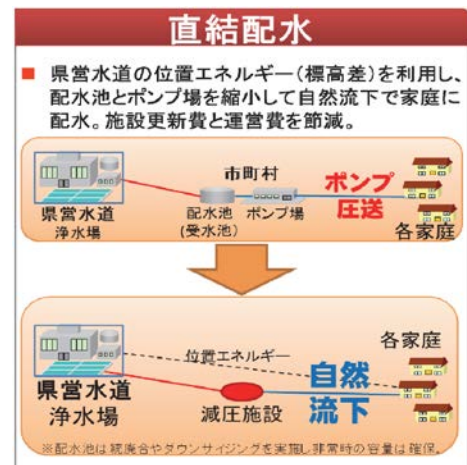 直結配水
■ 県営水道の位置エネルギー(標高差)を利用し、
配水池とポンプ場を縮小して自然流下で家庭に
配水。施設更新費と運営費を節減。
市町村
ポンプ
圧送
県営水道
浄水場
配水池
(受水池)
ポンプ場
各家庭
各家庭
位置エネルギー
自然
流下
県営水道
浄水場
減圧施設
※配水池は統廃合やダウンサイジングを実施し非常時の容量は確保。